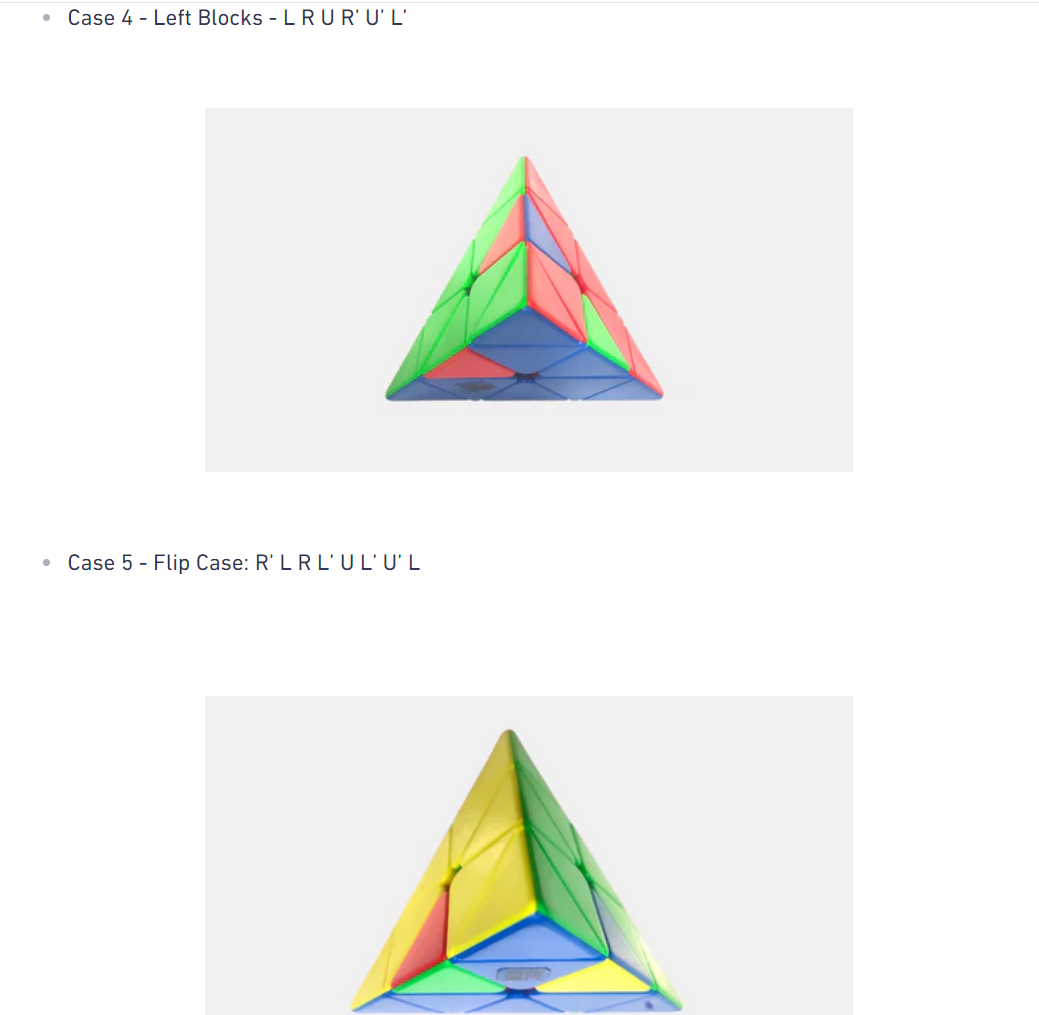 Case 4 - Left Blocks - L R U R’ U’ L’
Case 5 - Flip Case: R’ L R L’ U L’ U’ L